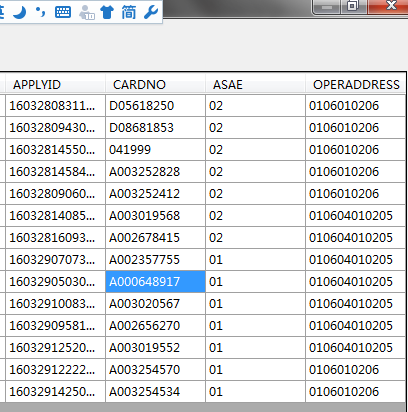 英 简
APPLYID CARDNO ASAE OPERADDRESS
16032808311... D05618250 02 0106010206
16032809430... D08681853 02 0106010206
16032814550... 041999 02 0106010206
16032814584... A003252828 02 0106010206
16032809060... A003252412 02 0106010206
16032814085... A003019568 02 010604010205
16032816093... A002678415 02 010604010205
16032907073... A002357755 01 010604010205
16032905030... A000648917 01 010604010205
16032910083... A003020567 01 010604010205
16032909581... A002656270 01 010604010205
16032912520... A003019552 01 010604010205
16032912222... A003254570 01 0106010206
16032914250... A003254534 01 0106010206